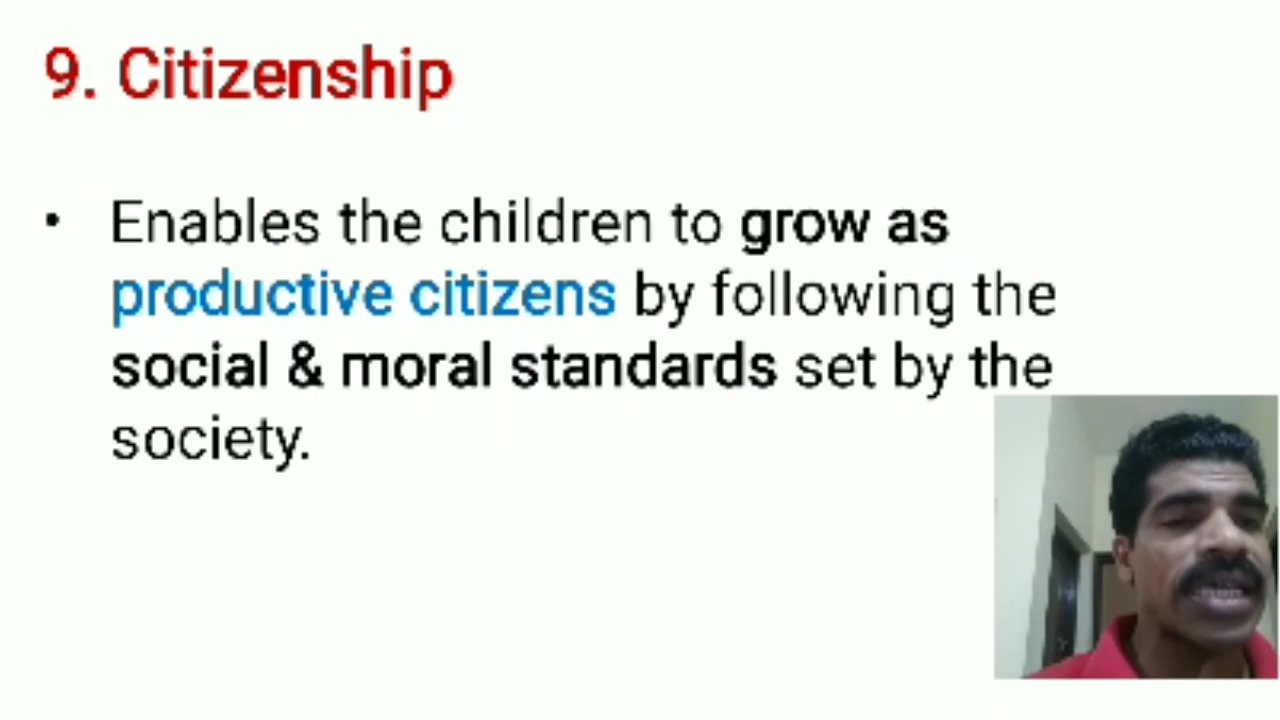 9. Citizenship
• Enables the children to grow as
productive citizens by following the
social & moral standards set by the
society.